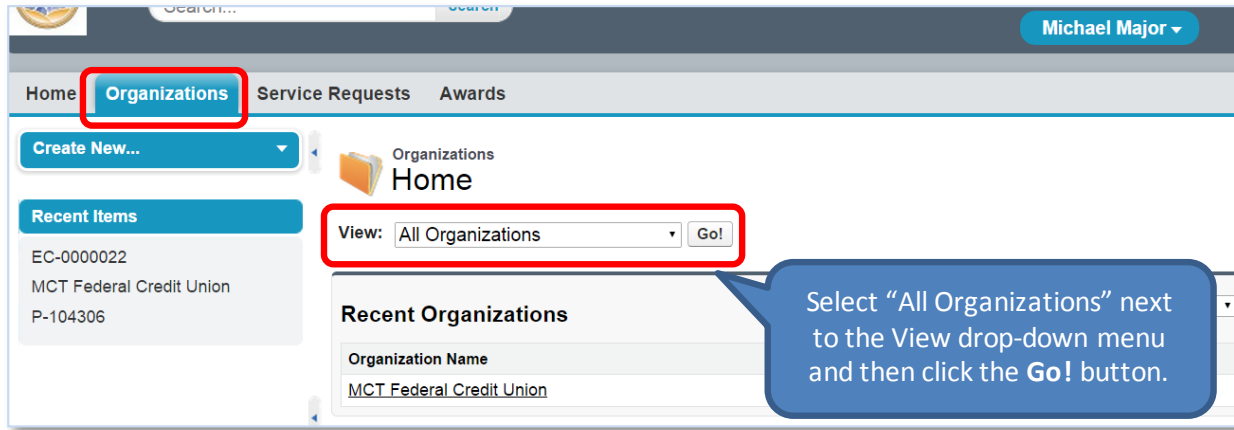 Search...
Search
Michael Major
Home Organizations Service Requests Awards
Create New...
Recent Items
EC-0000022
MCT Federal Credit Union
P-104306
Organizations
Home
View: All Organizations Go!
Recent Organizations
Organization Name
MCT Federal Credit Union
Select “All Organizations” next
to the View drop-down menu
and then click the Go! button.